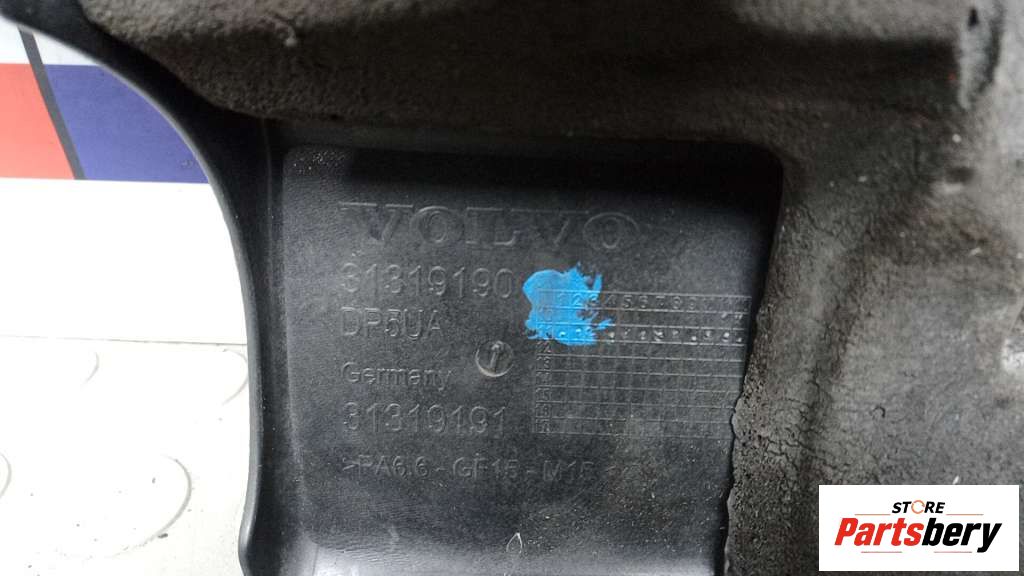 VOLVO
31319190
DP5UA
Germany
31319191
>PA6.6-GF15-M15
STORE
Partsbery